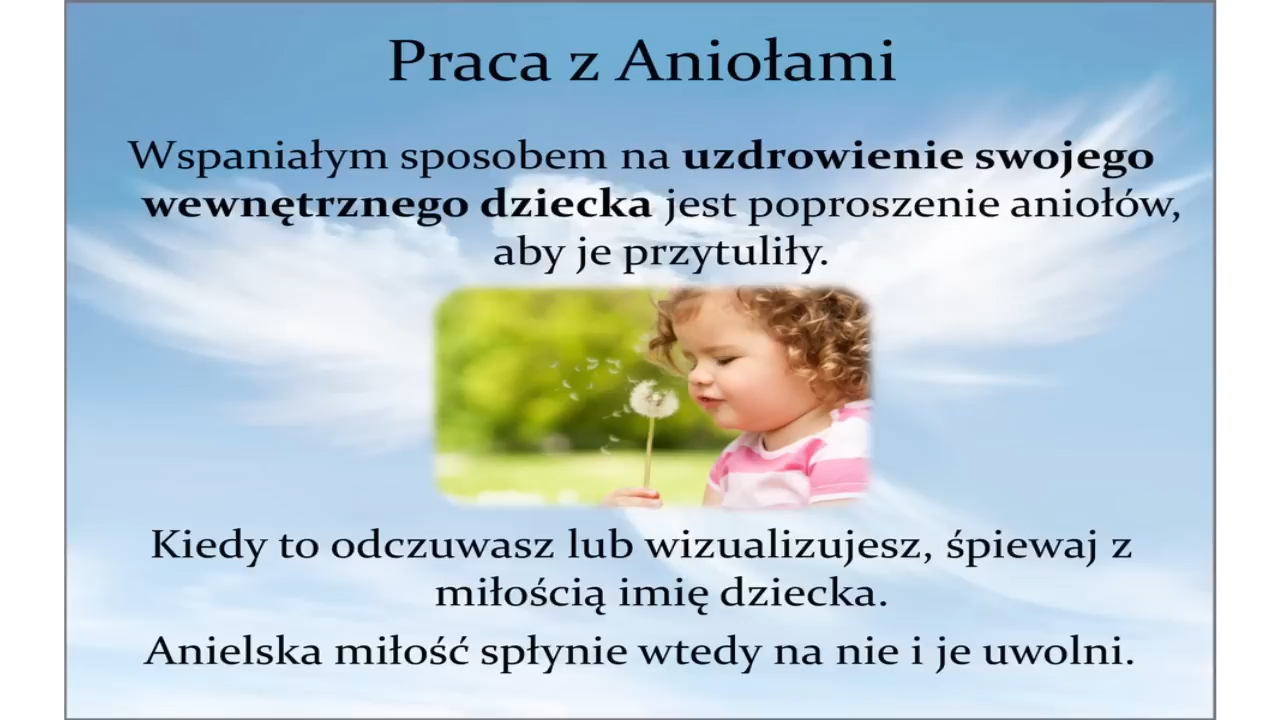 Praca z Aniołami
Wspaniałym sposobem na uzdrowienie swojego
wewnętrznego dziecka jest poproszenie aniołów,
aby je przytuliły.
Kiedy to odczuwasz lub wizualizujesz, śpiewaj z
miłością imię dziecka.
Anielska miłość spłynie wtedy na nie i je uwolni.